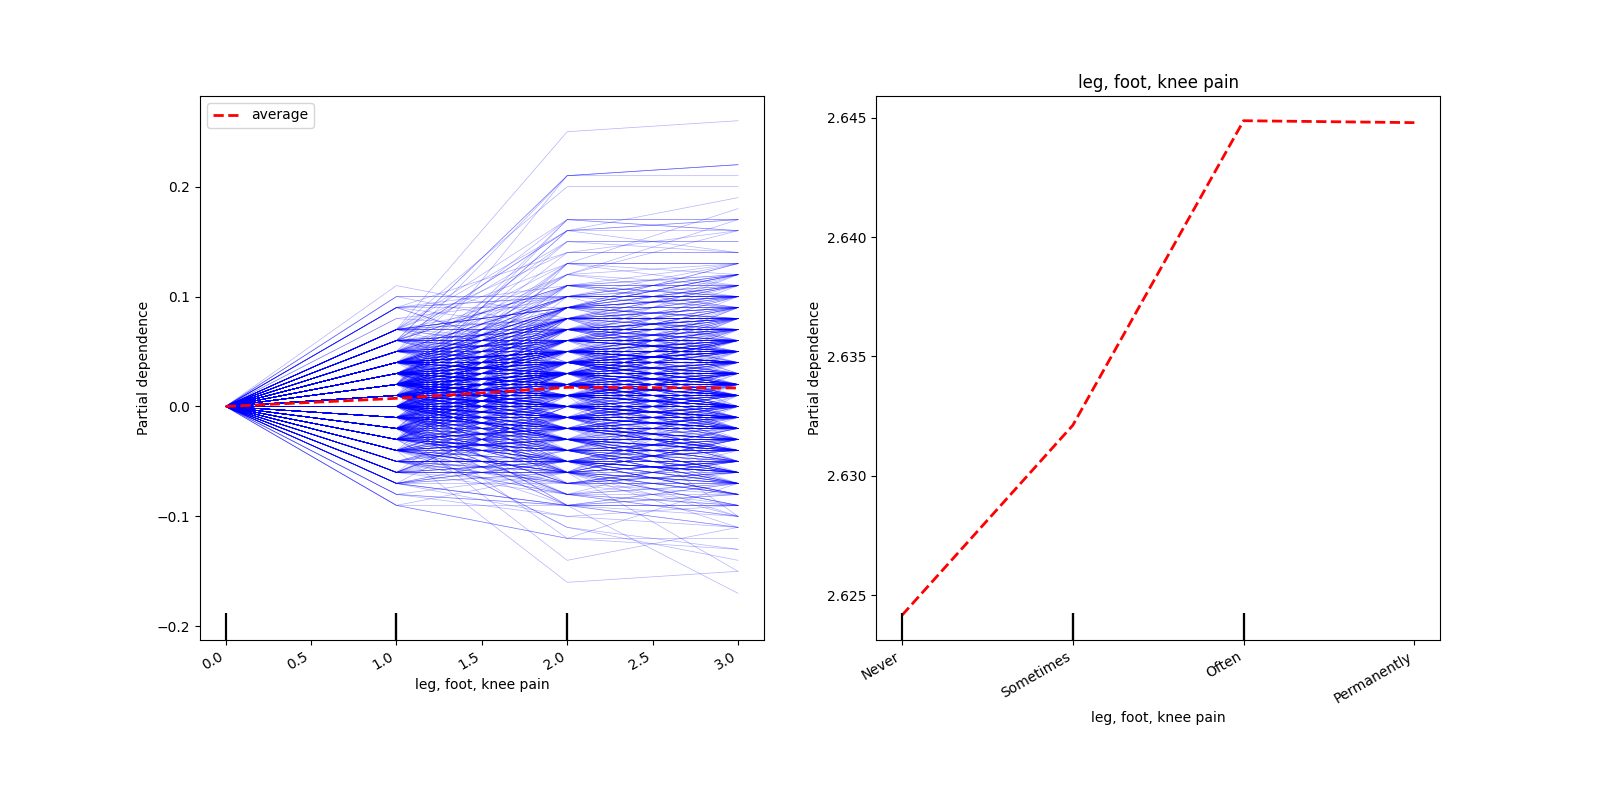 average
Partial dependence
0.2
0.1
0.0
−0.1
−0.2
0.0
0.5
1.0
1.5
2.0
2.5
3.0
leg, foot, knee pain
leg, foot, knee pain
Partial dependence
2.645
2.640
2.635
2.630
2.625
Never
Sometimes
Often
Permanently
leg, foot, knee pain